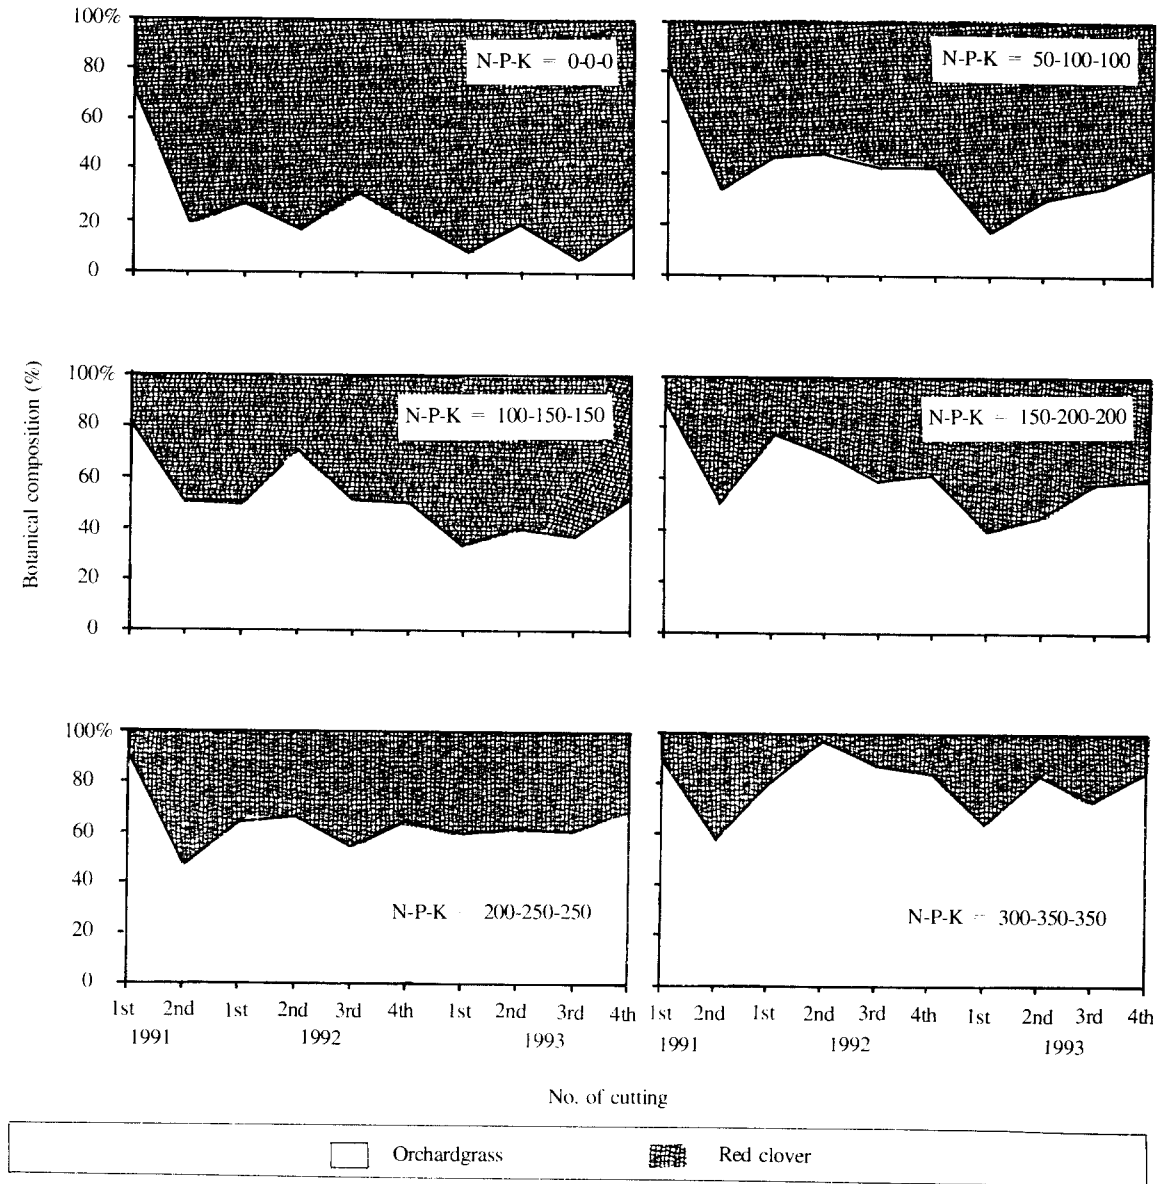 100%
80
60
40
20
0
N-P-K = 0-0-0
N-P-K = 50-100-100
Botanical composition (%)
100%
80
60
40
20
0
N-P-K = 100-150-150
N-P-K = 150-200-200
100%
80
60
40
20
0
N-P-K = 200-250-250
N-P-K = 300-350-350
1st 2nd 1st 2nd 3rd 4th 1st 2nd 3rd 4th
1991 1992 1993
1st 2nd 1st 2nd 3rd 4th 1st 2nd 3rd 4th
1991 1992 1993
No. of cutting
Orchardgrass Red clover